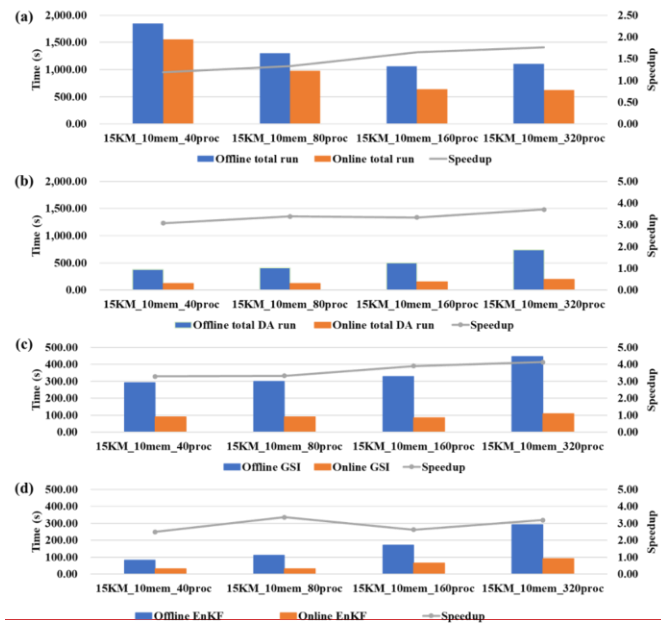 (a)
2,000.00 2.50
1,500.00 2.00
1,000.00 1.50
500.00 1.00
0.00 0.50
0.00
Time (s)
Speedup
15KM_10mem_40proc 15KM_10mem_80proc 15KM_10mem_160proc 15KM_10mem_320proc
Offline total run Online total run Speedup
(b)
2,000.00 5.00
1,500.00 4.00
1,000.00 3.00
500.00 2.00
0.00 1.00
0.00
Time (s)
Speedup
15KM_10mem_40proc 15KM_10mem_80proc 15KM_10mem_160proc 15KM_10mem_320proc
Offline total DA run Online total DA run Speedup
(c)
500.00 5.00
400.00 4.00
300.00 3.00
200.00 2.00
100.00 1.00
0.00 0.00
Time (s)
Speedup
15KM_10mem_40proc 15KM_10mem_80proc 15KM_10mem_160proc 15KM_10mem_320proc
Offline GSI Online GSI Speedup
(d)
500.00 5.00
400.00 4.00
300.00 3.00
200.00 2.00
100.00 1.00
0.00 0.00
Time (s)
Speedup
15KM_10mem_40proc 15KM_10mem_80proc 15KM_10mem_160proc 15KM_10mem_320proc
Offline EnKF Online EnKF Speedup